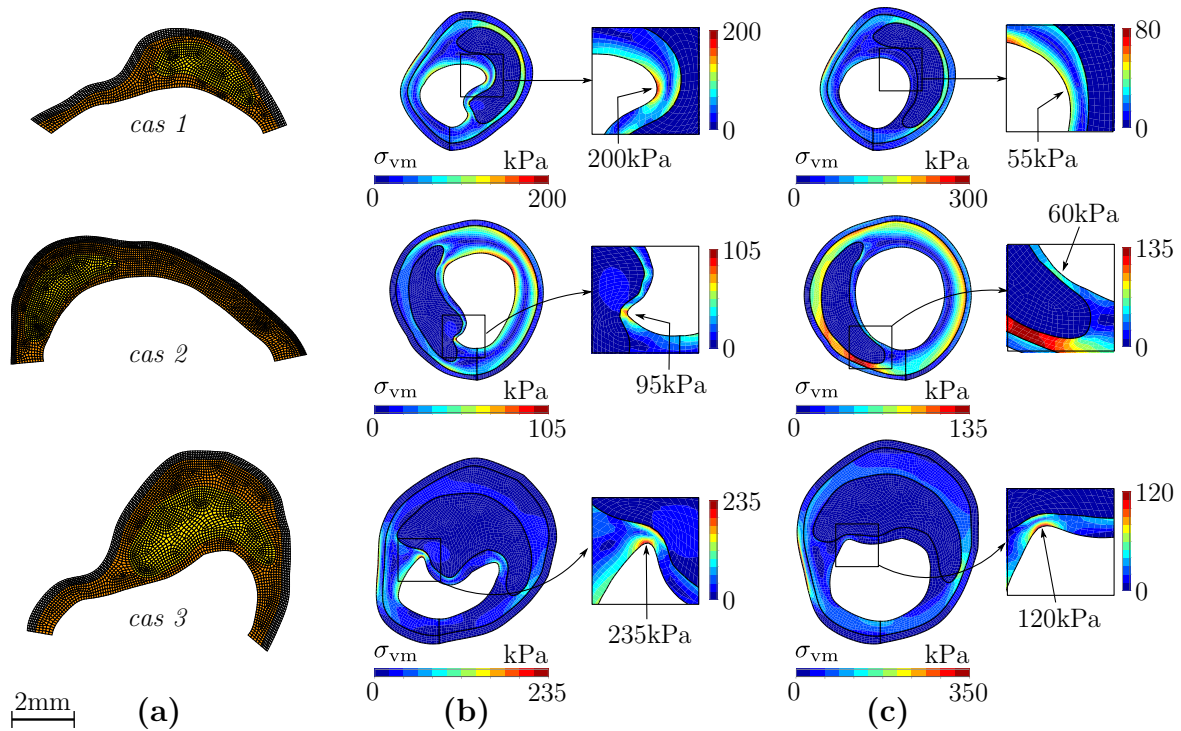 cas 1
200
0
200kPa
σvm kPa
0 200
80
0
55kPa
σvm kPa
0 300
cas 2
105
0
95kPa
σvm kPa
0 105
60kPa
135
0
σvm kPa
0 135
cas 3
235
0
235kPa
σvm kPa
0 235
120
0
120kPa
σvm kPa
0 350
2mm
(a) (b) (c)